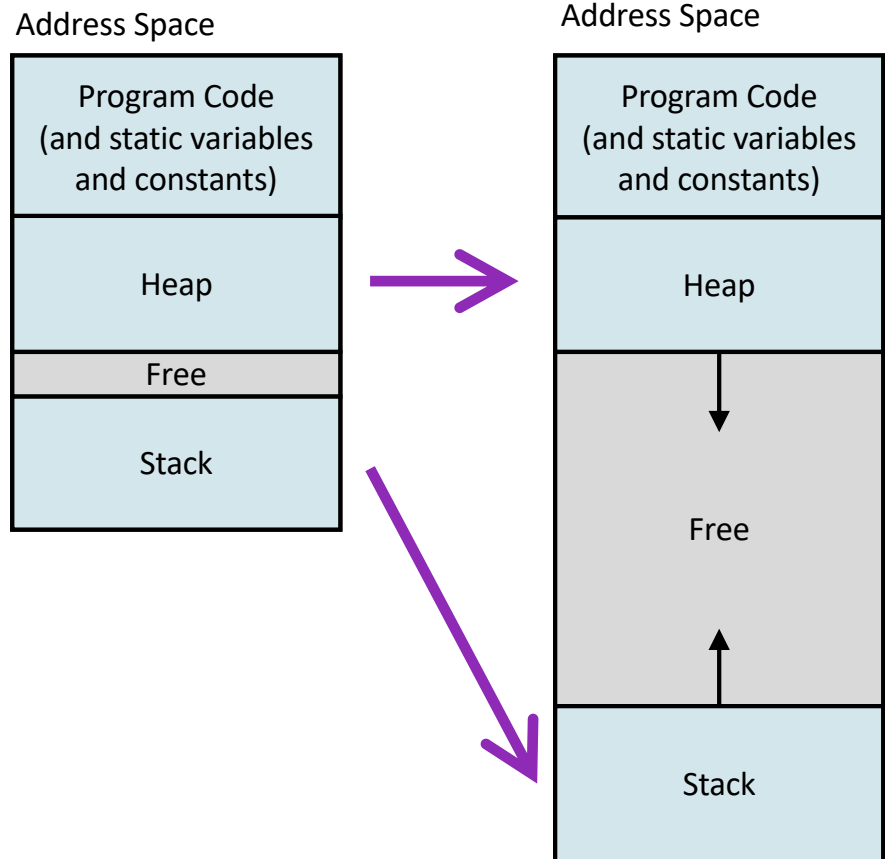 Address Space
Program Code
(and static variables
and constants)
Heap
Free
Stack
Address Space
Program Code
(and static variables
and constants)
Heap
Free
Stack